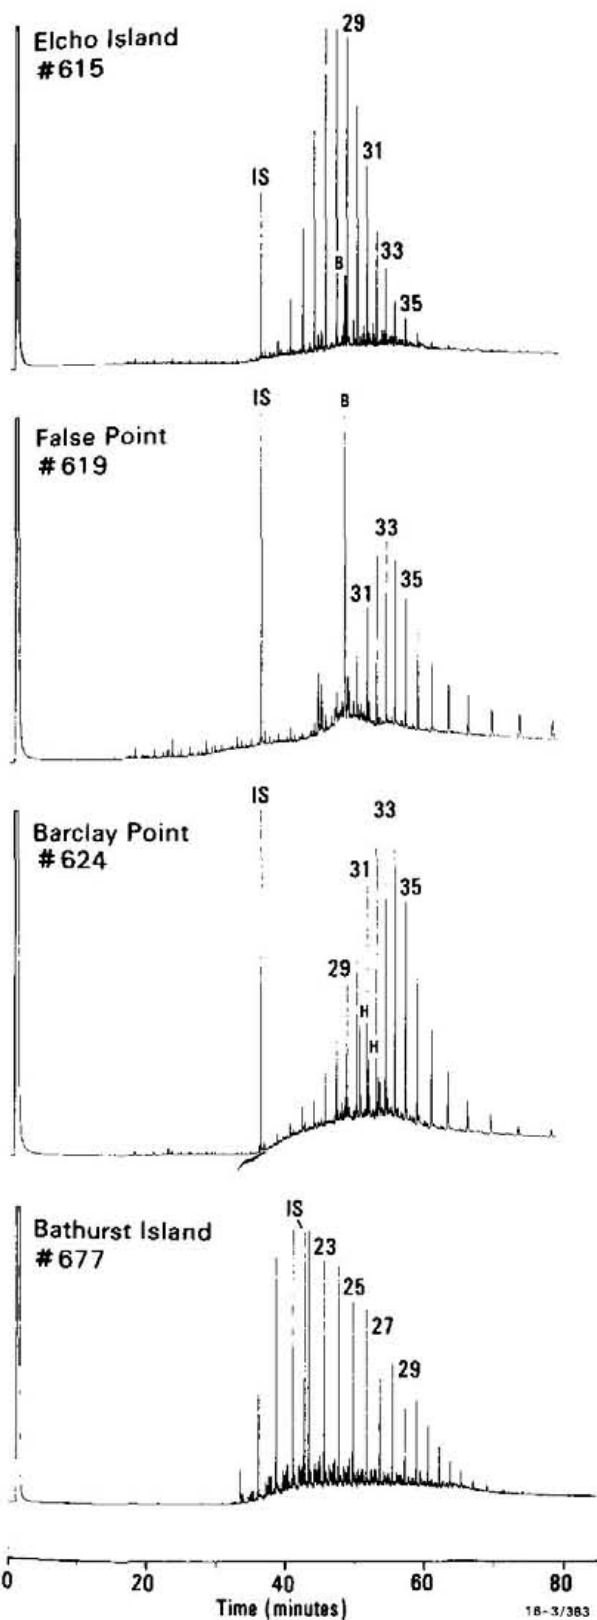 Elcho Island
#615
29
31
IS
33
B
35
False Point
#619
IS
B
33
31
35
Barclay Point
#624
IS
33
31
35
29
H
H
Bathurst Island
#677
IS
23
25
27
29
0 20 40 60 80
Time (minutes)
16-3/383